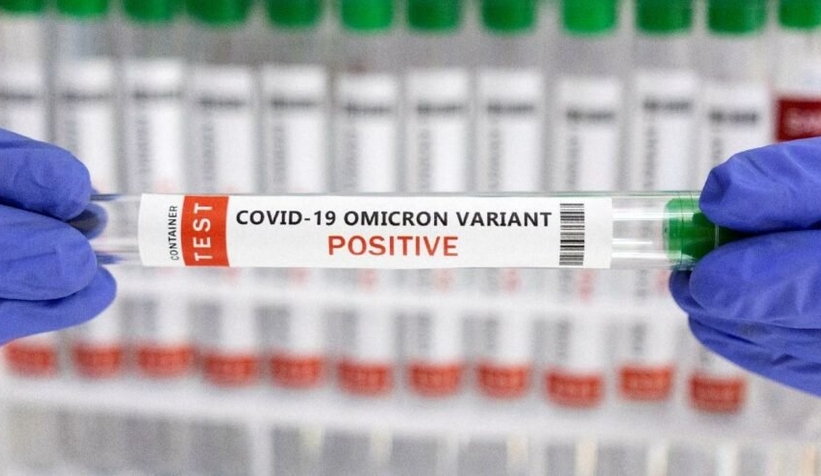 CONTAINER
TEST
COVID-19 OMICRON VARIANT
POSITIVE